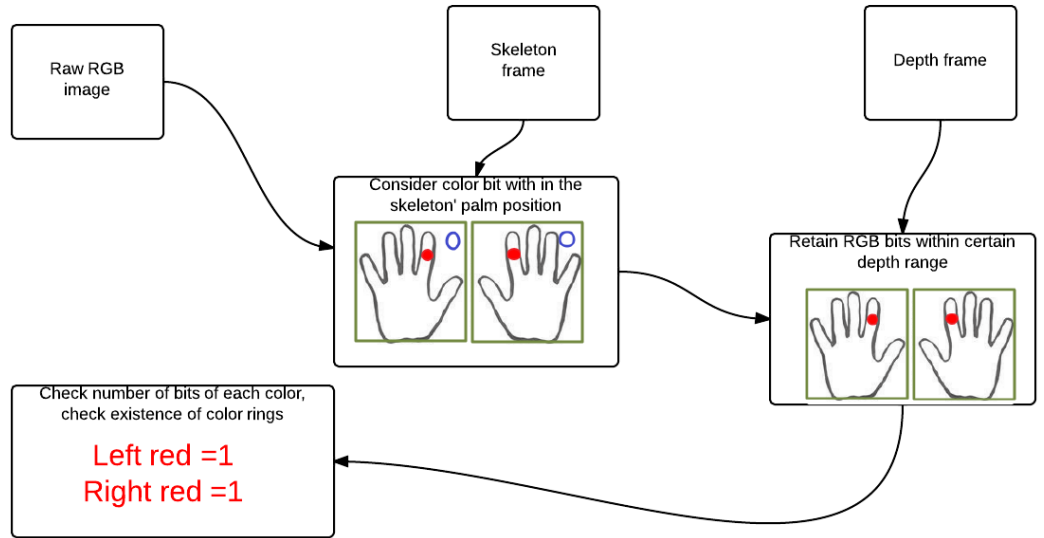 Raw RGB
image
Skeleton
frame
Depth frame
Consider color bit with in the
skeleton' palm position
Retain RGB bits within certain
depth range
Check number of bits of each color,
check existence of color rings
Left red =1
Right red =1